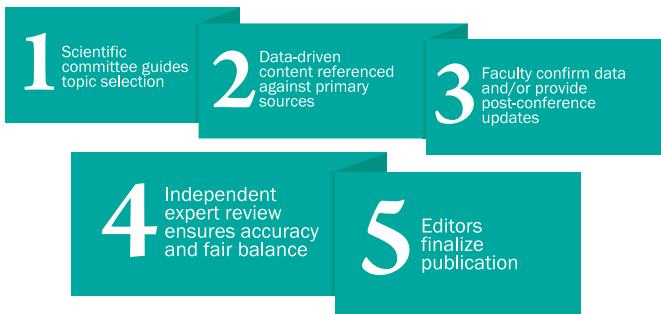 1
Scientific
committee guides
topic selection
2
Data-driven
content referenced
against primary
sources
3
Faculty confirm data
and/or provide
post-conference
updates
4
Independent
expert review
ensures accuracy
and fair balance
5
Editors
finalize
publication